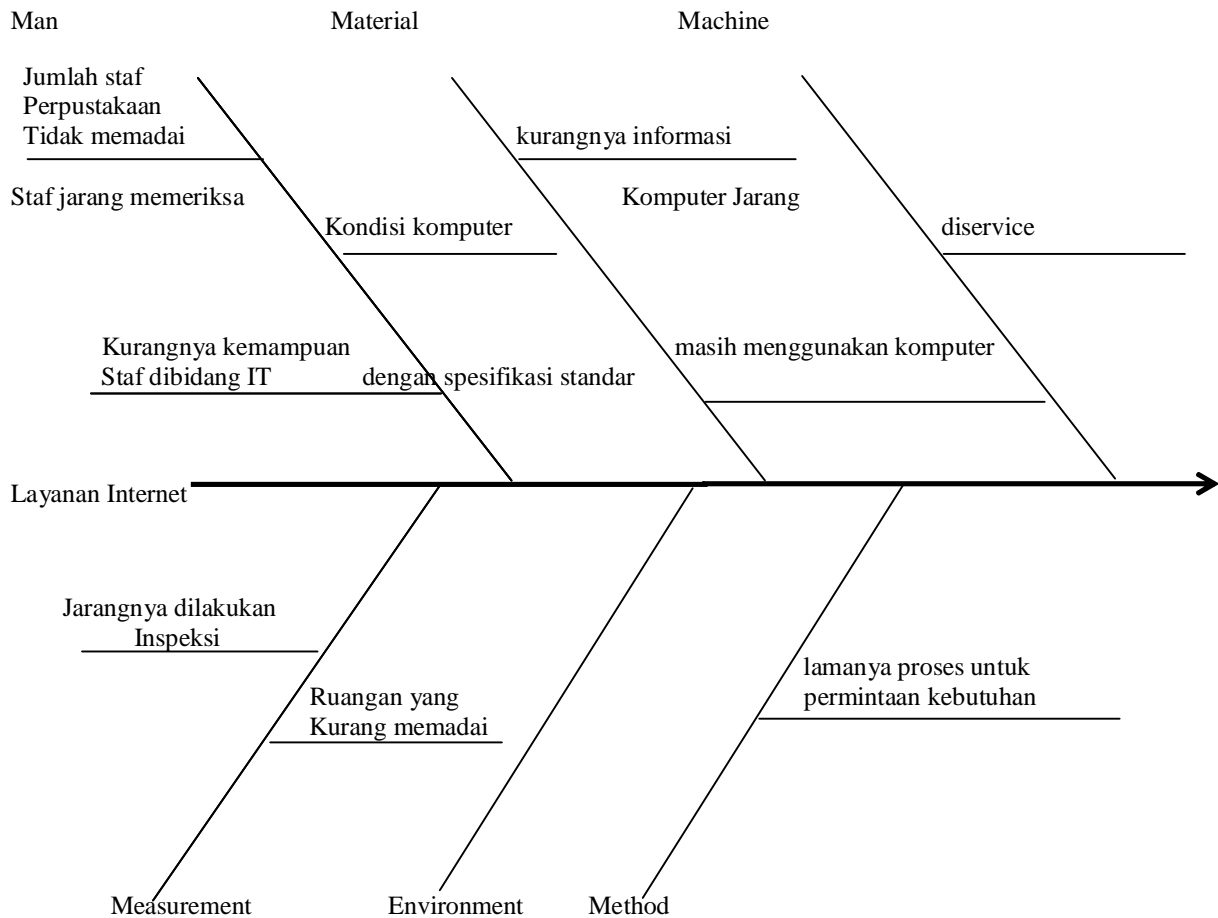 Man
Material
Machine
Jumlah staf
Perpustakaan
Tidak memadai
kurangnya informasi
Staf jarang memeriksa
Komputer Jarang
Kondisi komputer
diservice
Kurangnya kemampuan
masih menggunakan komputer
Staf dibidang IT
dengan spesifikasi standar
Layanan Internet
Jarangnya dilakukan
Inspeksi
lamanya proses untuk
permintaan kebutuhan
Ruangan yang
Kurang memadai
Measurement
Environment
Method